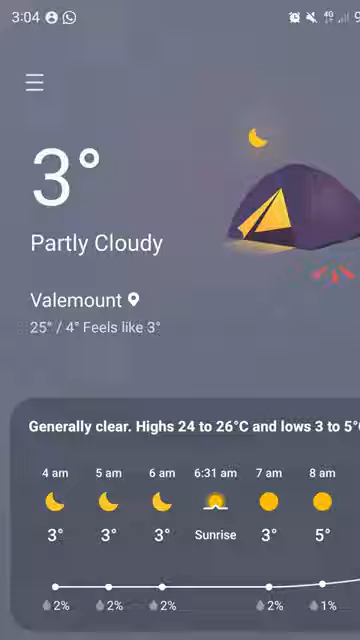 3:04
4G
3°
Partly Cloudy
Valemount
25° / 4° Feels like 3°
Generally clear. Highs 24 to 26°C and lows 3 to 5°
4 am 5 am 6 am 6:31 am 7 am 8 am
3° 3° 3° Sunrise 3° 5°
2% 2% 2% 2% 1%